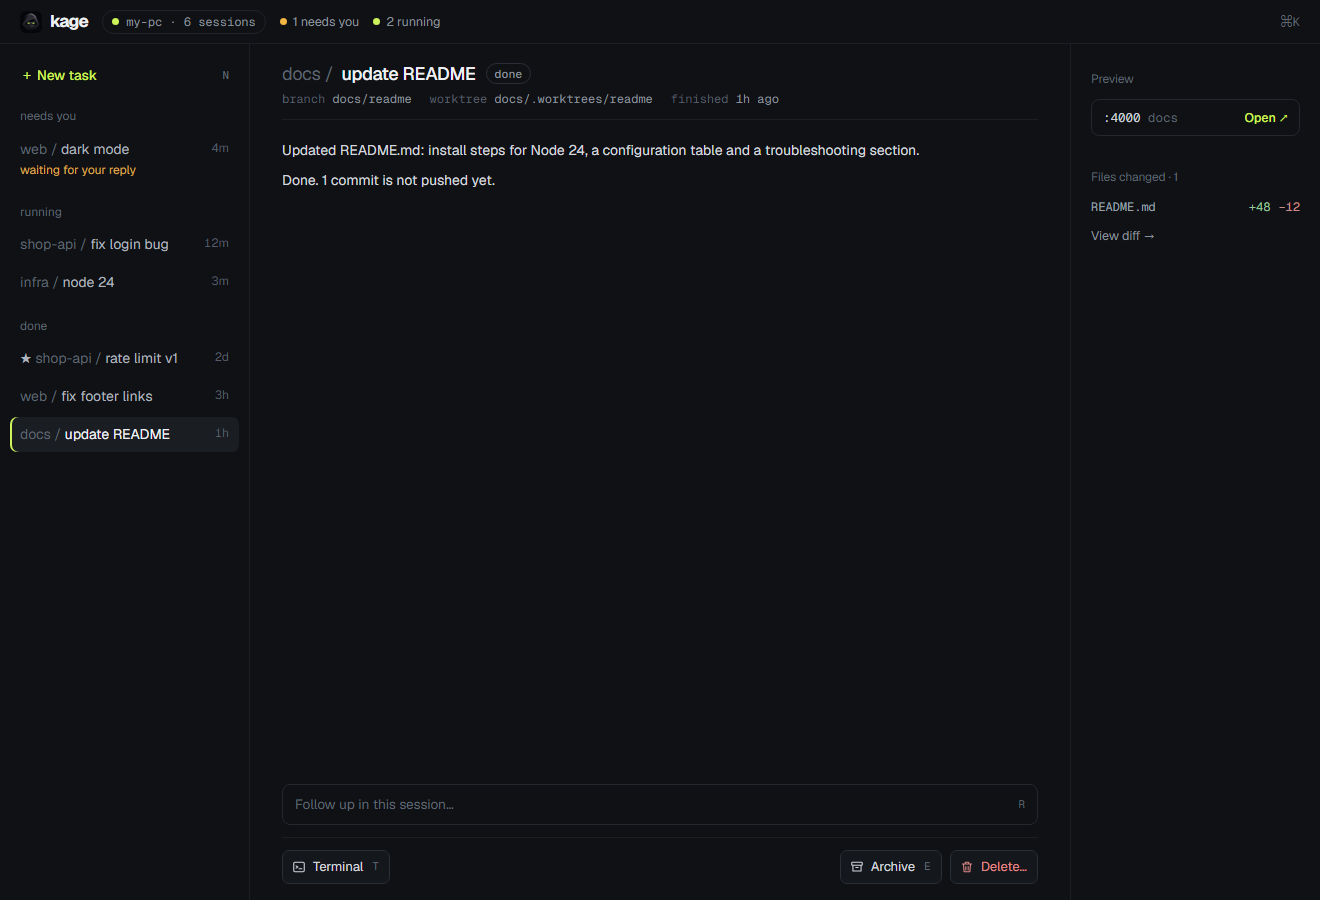 kage
my-pc · 6 sessions
1 needs you
2 running
⌘K
+ New task N
needs you
web / dark mode 4m
waiting for your reply
running
shop-api / fix login bug 12m
infra / node 24 3m
done
★ shop-api / rate limit v1 2d
web / fix footer links 3h
docs / update README 1h
docs / update README done
branch docs/readme worktree docs/.worktrees/readme finished 1h ago
Updated README.md: install steps for Node 24, a configuration table and a troubleshooting section.
Done. 1 commit is not pushed yet.
Follow up in this session... R
Terminal T
Archive E
Delete...
Preview
:4000 docs Open ↗
Files changed · 1
README.md +48 −12
View diff →